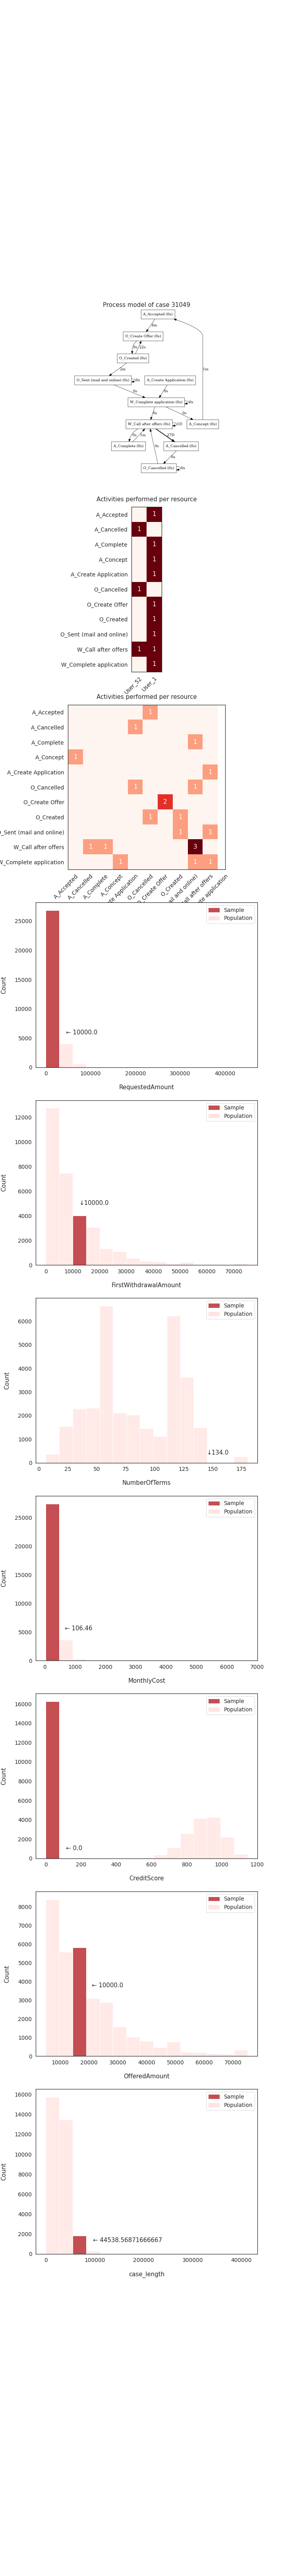 Process model of case 31049
A_Accepted (0s)
O_Create Offer (0s)
O_Created (0s)
O_Sent (mail and online) (0s)
A_Create Application (0s)
W_Complete application (0s)
W_Call after offers (0s)
A_Concept (0s)
A_Complete (0s)
A_Cancelled (0s)
O_Cancelled (0s)
Activities performed per resource
A_Accepted
1
A_Cancelled
1
A_Complete
1
A_Concept
1
A_Create Application
1
O_Cancelled
1
O_Create Offer
1
O_Created
1
O_Sent (mail and online)
1
W_Call after offers
1 1
W_Complete application
1
User_52
User_1
Activities performed per resource
A_Accepted
1
A_Cancelled
1
A_Complete
1
A_Concept
1
A_Create Application
1
O_Cancelled
1 1
O_Create Offer
2
O_Created
1 1
_Sent (mail and online)
1 1
W_Call after offers
1 1 3
W_Complete application
1 1 1
A_Accepted
A_Cancelled
A_Complete
A_Concept
Application
O_Cancelled
Create Offer
O_Created
and online)
after offers
application
Count
25000
20000
15000
10000
5000
0
Sample
Population
← 10000.0
0 100000 200000 300000 400000
RequestedAmount
Count
12000
10000
8000
6000
4000
2000
0
Sample
Population
↓10000.0
0 10000 20000 30000 40000 50000 60000 70000
FirstWithdrawalAmount
Count
6000
5000
4000
3000
2000
1000
0
Sample
Population
↓134.0
0 25 50 75 100 125 150 175
NumberOfTerms
Count
25000
20000
15000
10000
5000
0
Sample
Population
← 106.46
0 1000 2000 3000 4000 5000 6000 7000
MonthlyCost
Count
16000
14000
12000
10000
8000
6000
4000
2000
0
Sample
Population
← 0.0
0 200 400 600 800 1000 1200
CreditScore
Count
8000
7000
6000
5000
4000
3000
2000
1000
0
Sample
Population
← 10000.0
10000 20000 30000 40000 50000 60000 70000
OfferedAmount
Count
16000
14000
12000
10000
8000
6000
4000
2000
0
Sample
Population
← 44538.56871666667
0 100000 200000 300000 400000
case_length